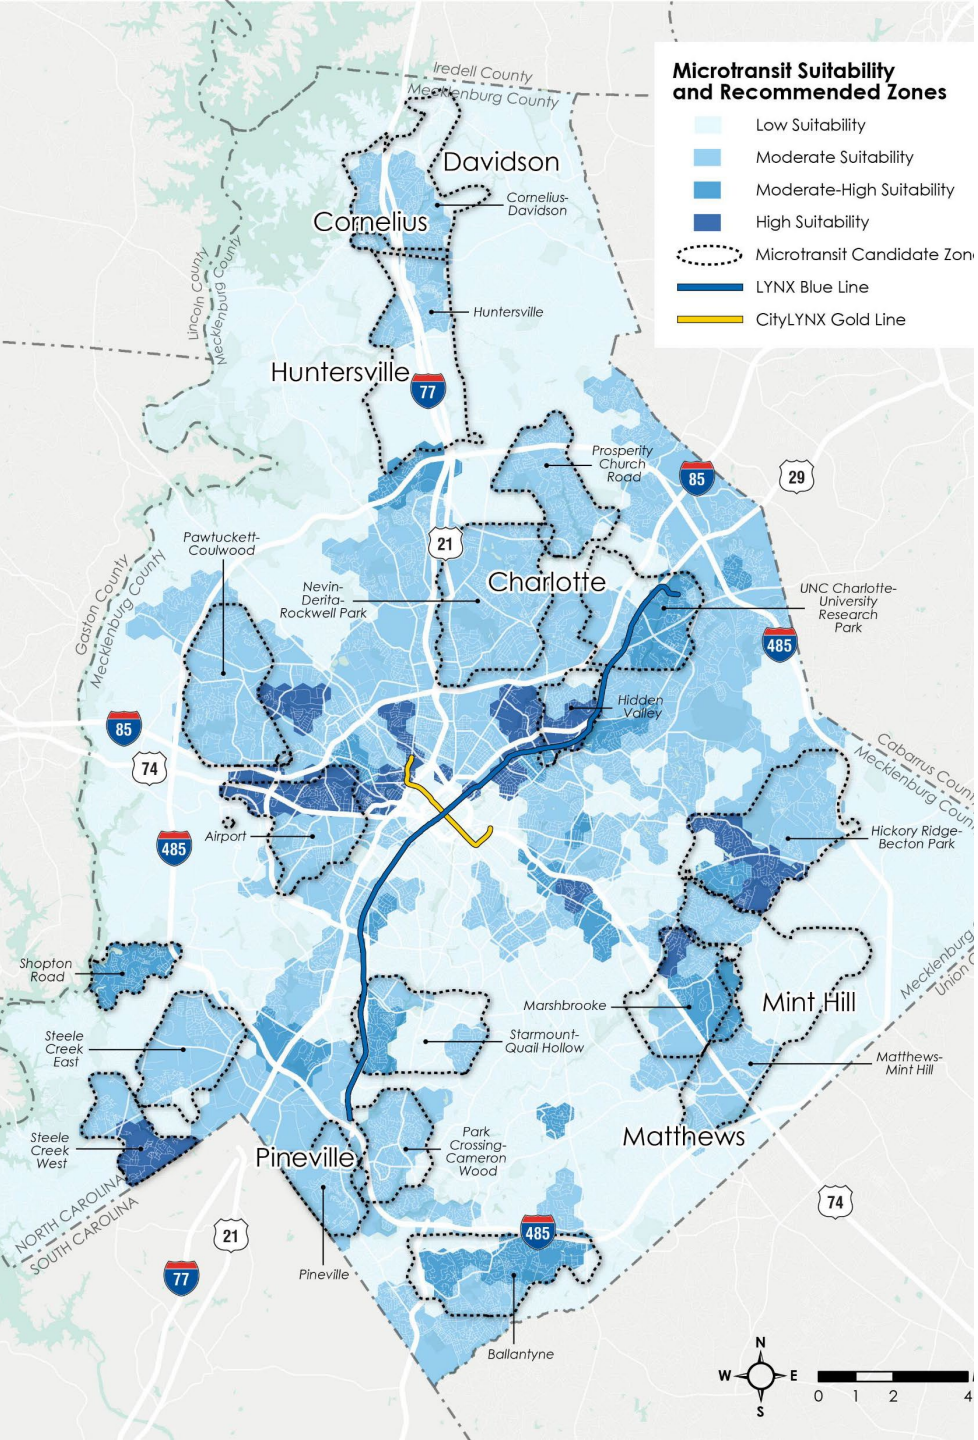 Microtransit Suitability
and Recommended Zones
Low Suitability
Moderate Suitability
Moderate-High Suitability
High Suitability
Microtransit Candidate Zone
LYNX Blue Line
CityLYNX Gold Line
Iredell County
Mecklenburg County
Davidson
Cornelius-
Davidson
Cornelius
Lincoln County
Mecklenburg County
Huntersville
Huntersville
77
Prosperity
Church
Road
85
29
21
Pawtuckett-
Coulwood
Gaston County
Mecklenburg County
Charlotte
Nevin-
Derita-
Rockwell Park
UNC Charlotte-
University
Research
Park
485
Hidden
Valley
85
74
Cabarrus County
Mecklenburg County
Airport
485
Hickory Ridge-
Becton Park
Shopton
Road
Mecklenburg
Union C
Marshbrooke
Mint Hill
Steele
Creek
East
Starmount-
Quail Hollow
Matthews-
Mint Hill
Steele
Creek
West
Park
Crossing-
Cameron
Wood
Matthews
Pineville
NORTH CAROLINA
SOUTH CAROLINA
74
21
485
77
Pineville
Ballantyne
N
W
E
S
0
1
2
4